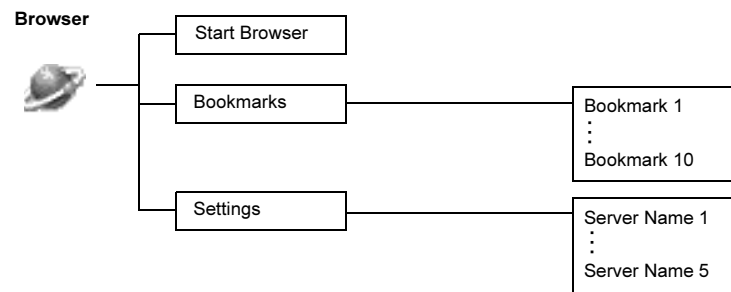 Browser
Start Browser
Bookmarks
Bookmark 1
⋮
Bookmark 10
Settings
Server Name 1
⋮
Server Name 5